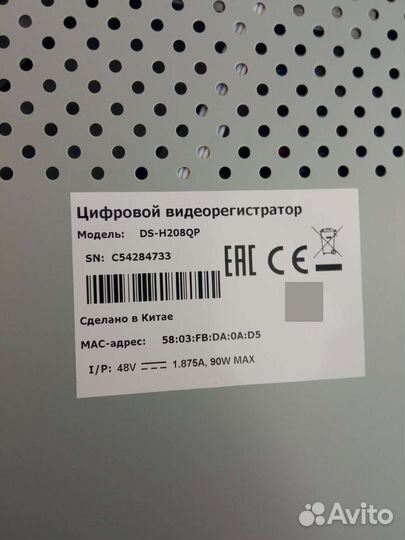 Цифровой видеорегистратор
Модель: DS-H208QP
SN: C54284733
EAC CE
Сделано в Китае
MAC-адрес: 58:03:FB:DA:0A:D5
I/P: 48V ⎓ 1.875A, 90W MAX
Avito